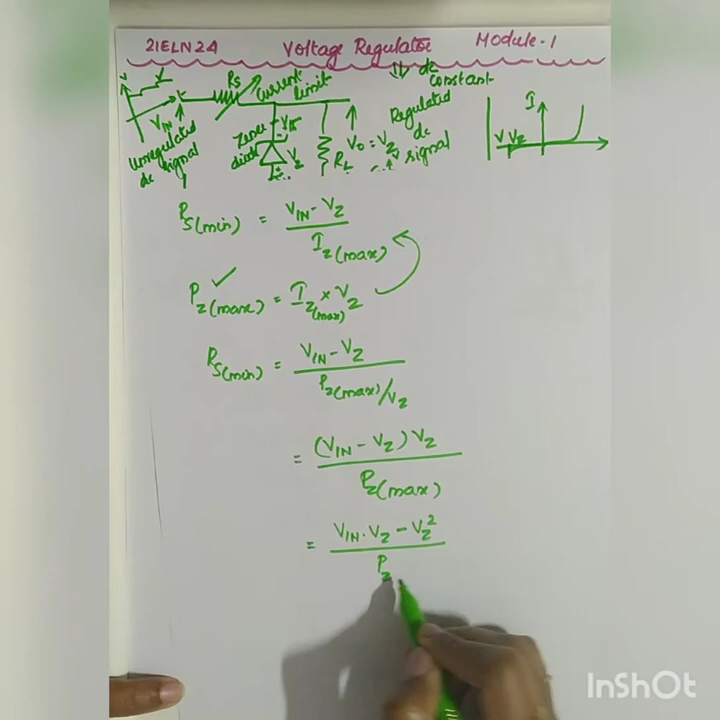 21ELN24 Voltage Regulator Module-1
⇓ dc
constant
RS current limit
VIN
Unregulated
dc signal
Zener
diode
VZ
RL
V0 = VZ
Regulated
dc
signal
I
V VZ
RS(min) = VIN - VZ / IZ(max)
PZ(max) = IZ(max) × VZ
RS(min) = VIN - VZ / PZ(max)/VZ
= (VIN - VZ) VZ / PZ(max)
= VIN . VZ - VZ² / PZ
InShOt